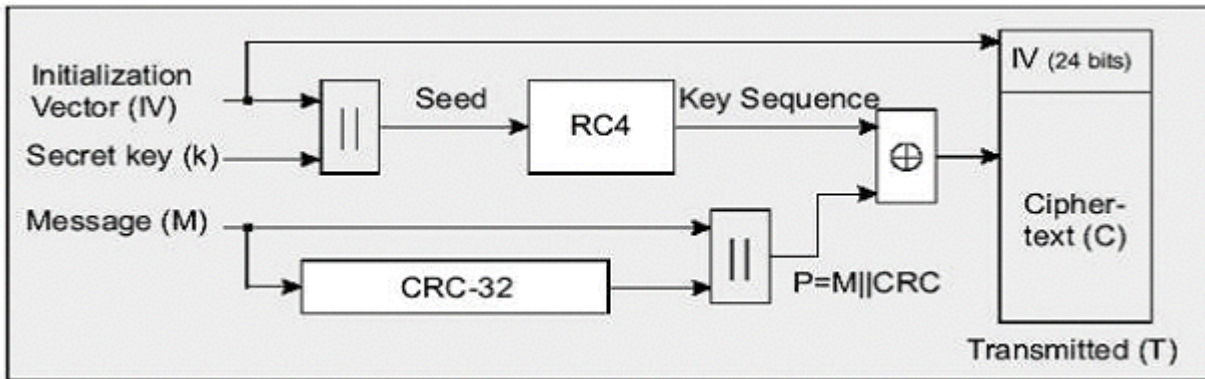 Initialization
Vector (IV)
Secret key (k)
Message (M)
||
Seed
RC4
Key Sequence
⊕
CRC-32
||
P=M||CRC
IV (24 bits)
Cipher-
text (C)
Transmitted (T)